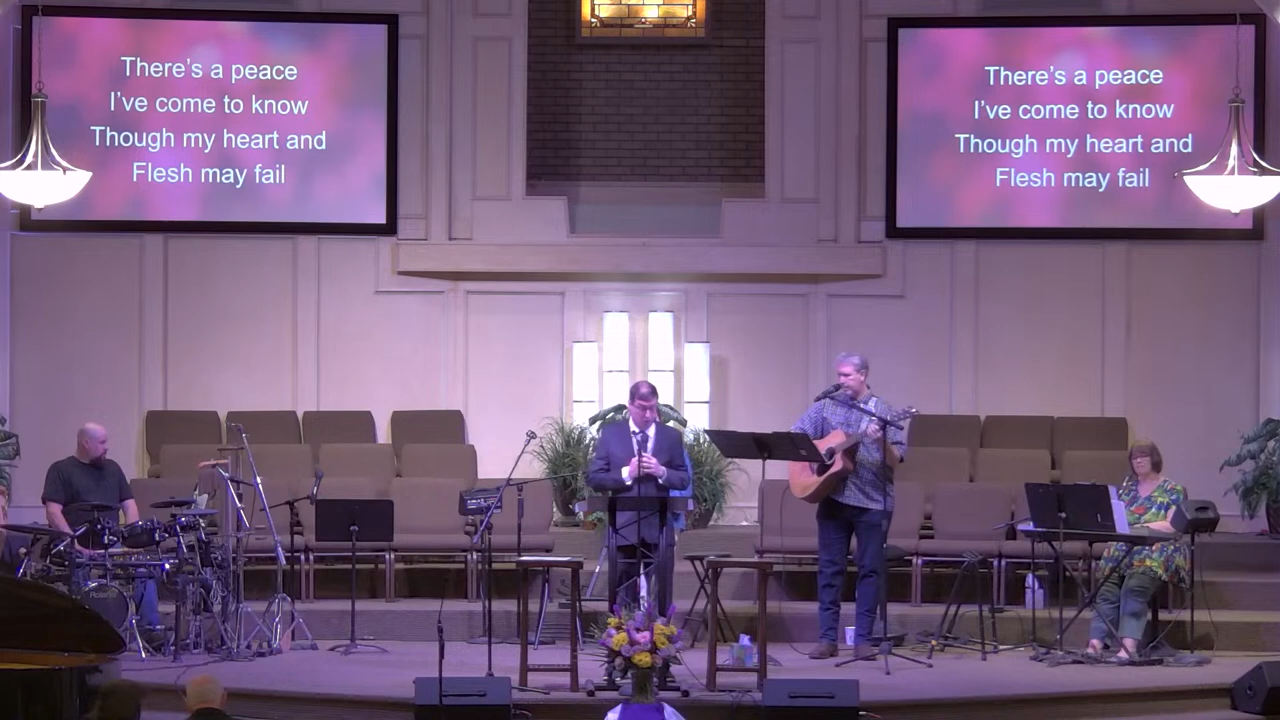 There's a peace
I've come to know
Though my heart and
Flesh may fail
There's a peace
I've come to know
Though my heart and
Flesh may fail
Roland